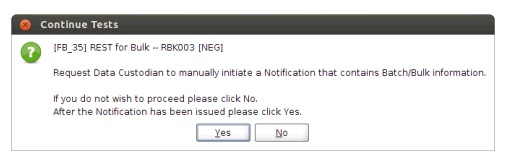 Continue Tests
[FB_35] REST for Bulk -- RBK003 [NEG]
Request Data Custodian to manually initiate a Notification that contains Batch/Bulk information.
If you do not wish to proceed please click No.
After the Notification has been issued please click Yes.
Yes No